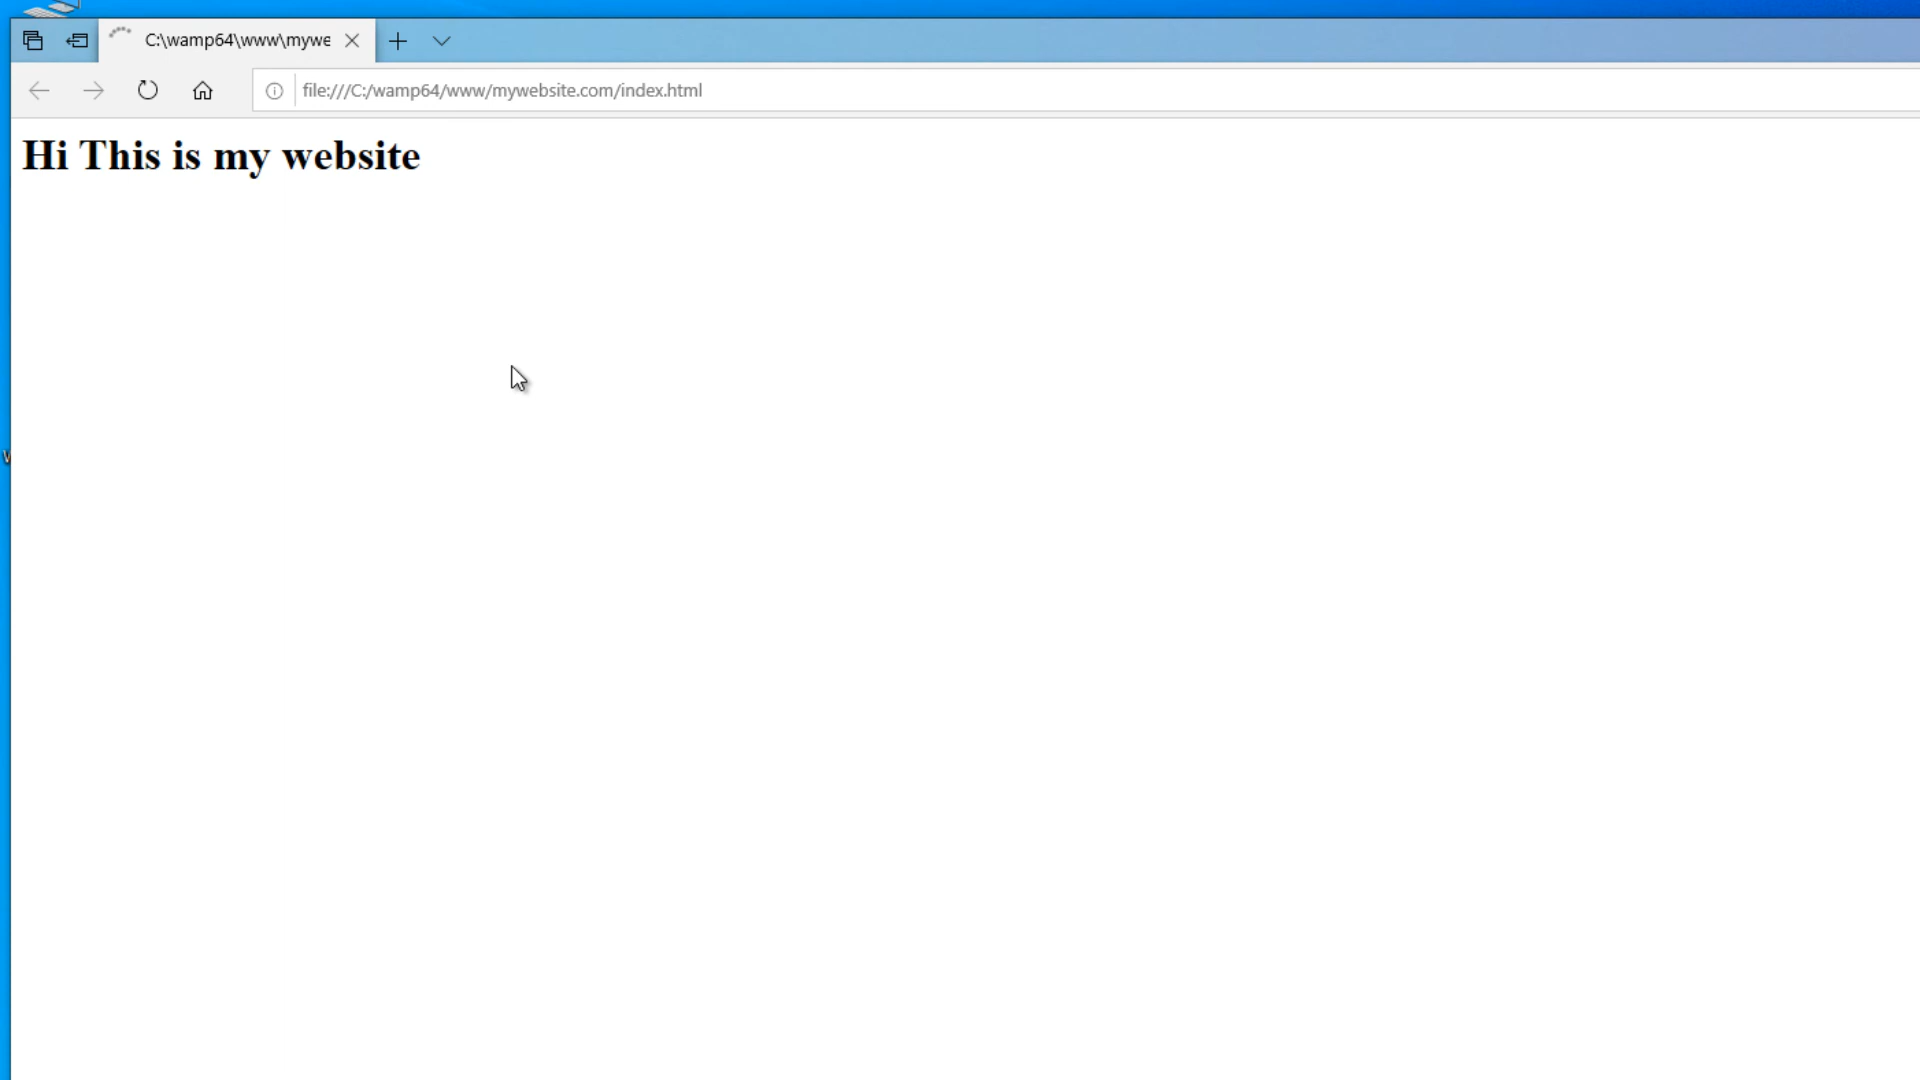 C:\wamp64\www\mywe
file:///C:/wamp64/www/mywebsite.com/index.html
Hi This is my website